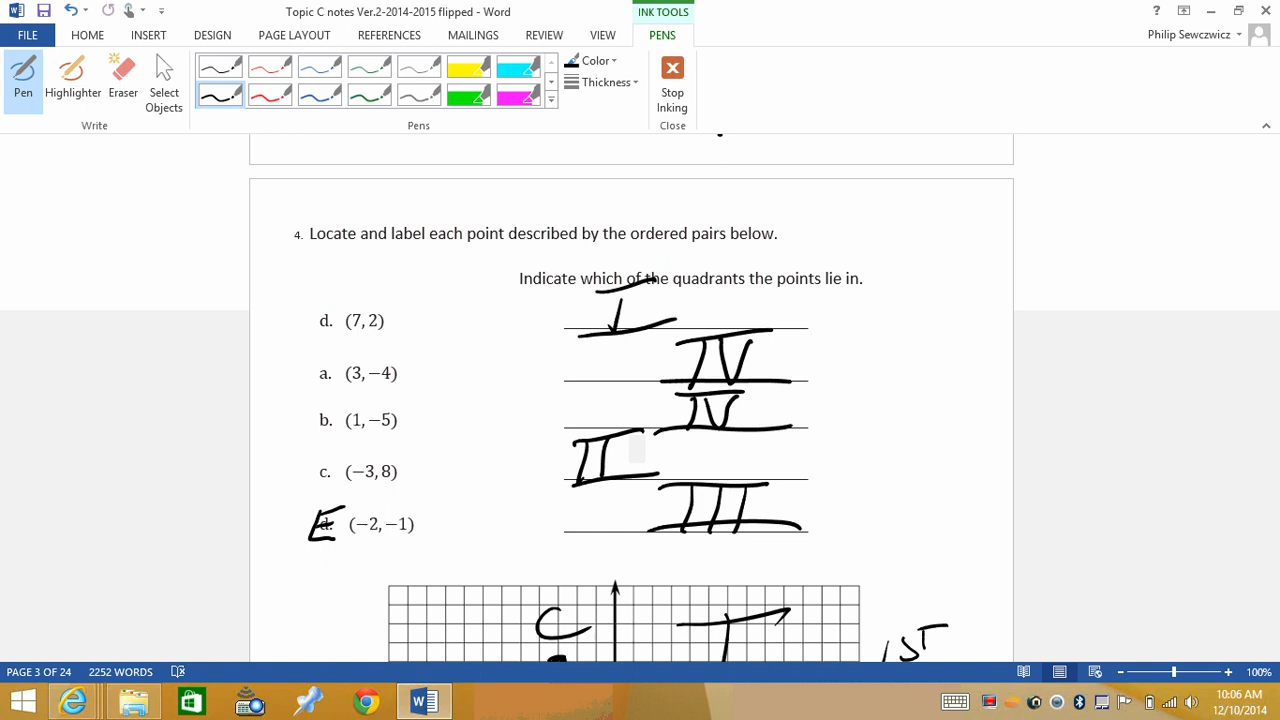 Topic C notes Ver.2-2014-2015 flipped - Word
INK TOOLS
?
FILE HOME INSERT DESIGN PAGE LAYOUT REFERENCES MAILINGS REVIEW VIEW PENS
Philip Sewczwicz
Pen Highlighter Eraser Select Objects
Color
Thickness
Stop Inking
Write Pens Close
4. Locate and label each point described by the ordered pairs below.
Indicate which of the quadrants the points lie in.
d. (7, 2) I
a. (3, −4) IV
b. (1, −5) IV
c. (−3, 8) II
E d. (−2, −1) III
C I 1ST
PAGE 3 OF 24 2252 WORDS 100%
10:06 AM
12/10/2014